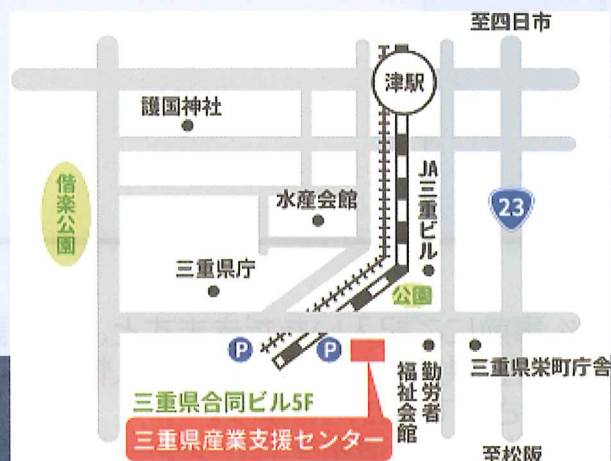 至四日市
津駅
護国神社
偕楽公園
水産会館
JA三重ビル
23
三重県庁
公園
P
P
勤労者
福祉会館
三重県栄町庁舎
三重県合同ビル5F
三重県産業支援センター
至松阪